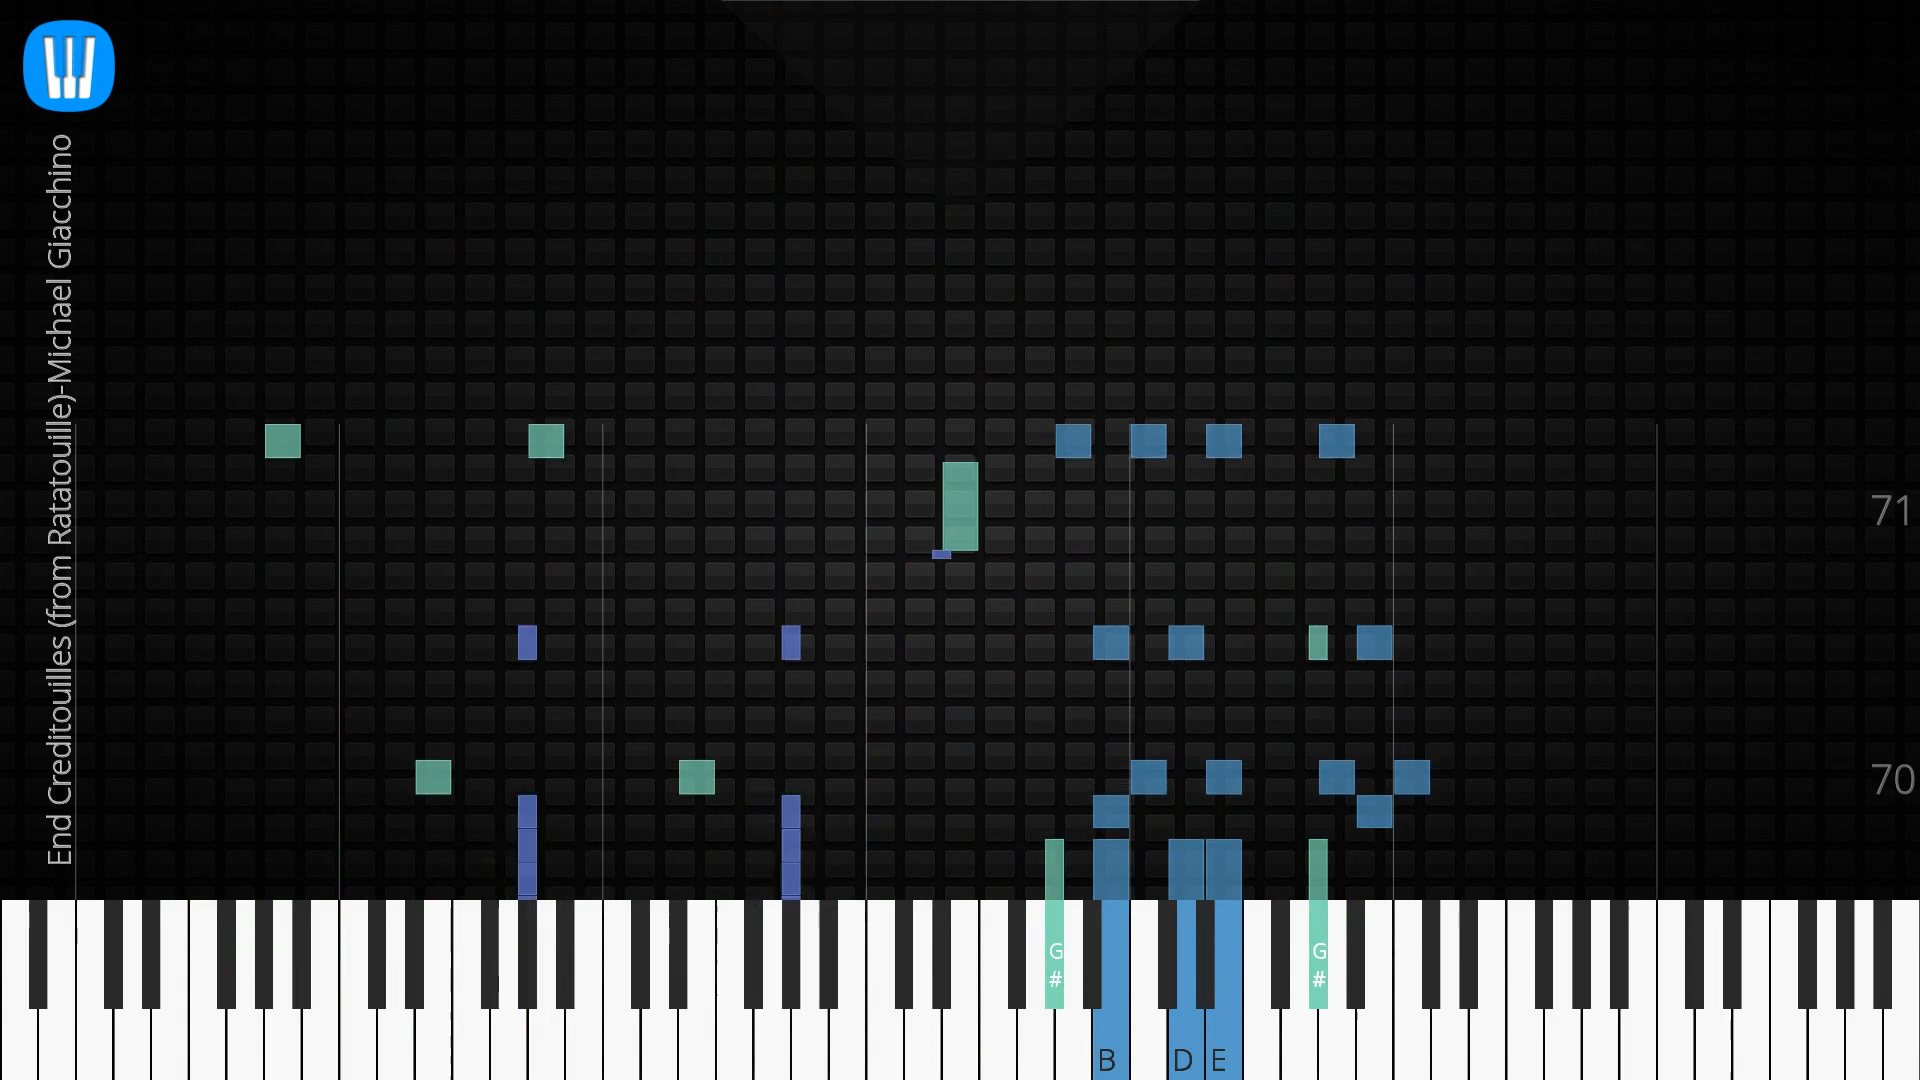 End Creditouilles (from Ratatouille)-Michael Giacchino
71
70
G
#
G
#
B
D
E